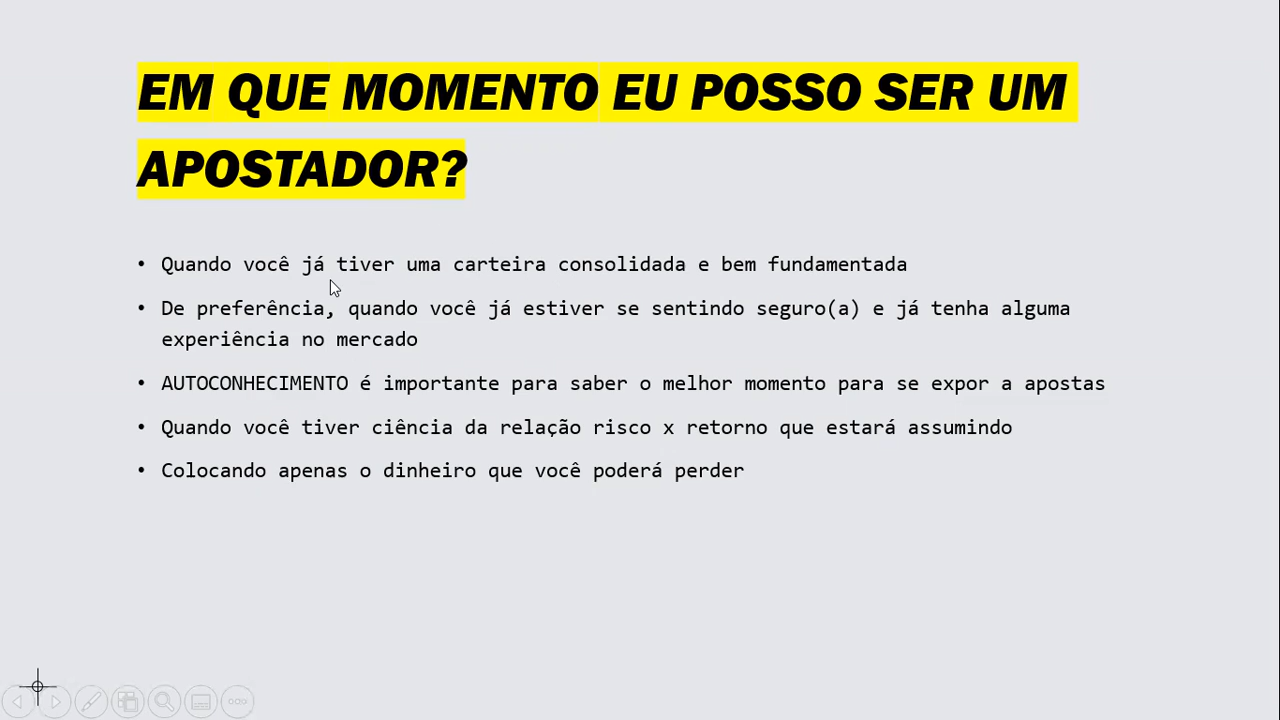 EM QUE MOMENTO EU POSSO SER UM
APOSTADOR?
• Quando você já tiver uma carteira consolidada e bem fundamentada
• De preferência, quando você já estiver se sentindo seguro(a) e já tenha alguma
experiência no mercado
• AUTOCONHECIMENTO é importante para saber o melhor momento para se expor a apostas
• Quando você tiver ciência da relação risco x retorno que estará assumindo
• Colocando apenas o dinheiro que você poderá perder